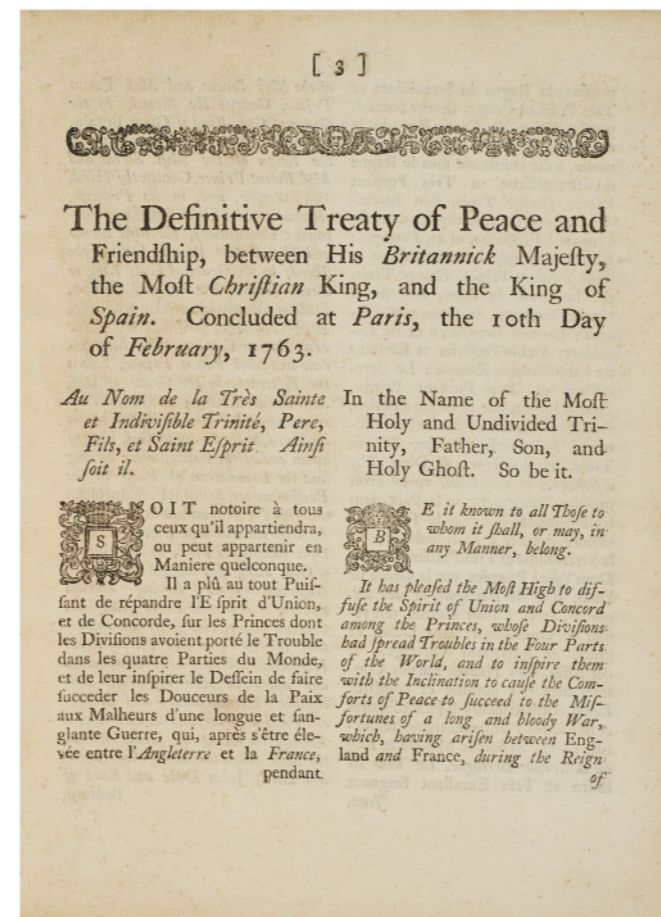 [ 3 ]
The Definitive Treaty of Peace and
Friendſhip, between His Britannick Majeſty,
the Moſt Chriſtian King, and the King of
Spain. Concluded at Paris, the 10th Day
of February, 1763.
Au Nom de la Très Sainte
et Indiviſible Trinité, Pere,
Fils, et Saint Eſprit. Ainſi
ſoit il.
SOIT notoire à tous
ceux qu'il appartiendra,
ou peut appartenir en
Maniere quelconque.
Il a plû au tout Puiſ-
ſant de répandre l'E ſprit d'Union,
et de Concorde, ſur les Princes dont
les Diviſions avoient porté le Trouble
dans les quatre Parties du Monde,
et de leur inſpirer le Deſſein de faire
ſucceder les Douceurs de la Paix
aux Malheurs d'une longue et ſan-
glante Guerre, qui, après s'être éle-
vée entre l'Angleterre et la France,
pendant
In the Name of the Moſt
Holy and Undivided Tri-
nity, Father, Son, and
Holy Ghoſt. So be it.
BE it known to all Thoſe to
whom it ſhall, or may, in
any Manner, belong.
It has pleaſed the Moſt High to dif-
fuſe the Spirit of Union and Concord
among the Princes, whoſe Diviſions
had ſpread Troubles in the Four Parts
of the World, and to inſpire them
with the Inclination to cauſe the Com-
forts of Peace to ſucceed to the Miſ-
fortunes of a long and bloody War,
which, having ariſen between Eng-
land and France, during the Reign
of